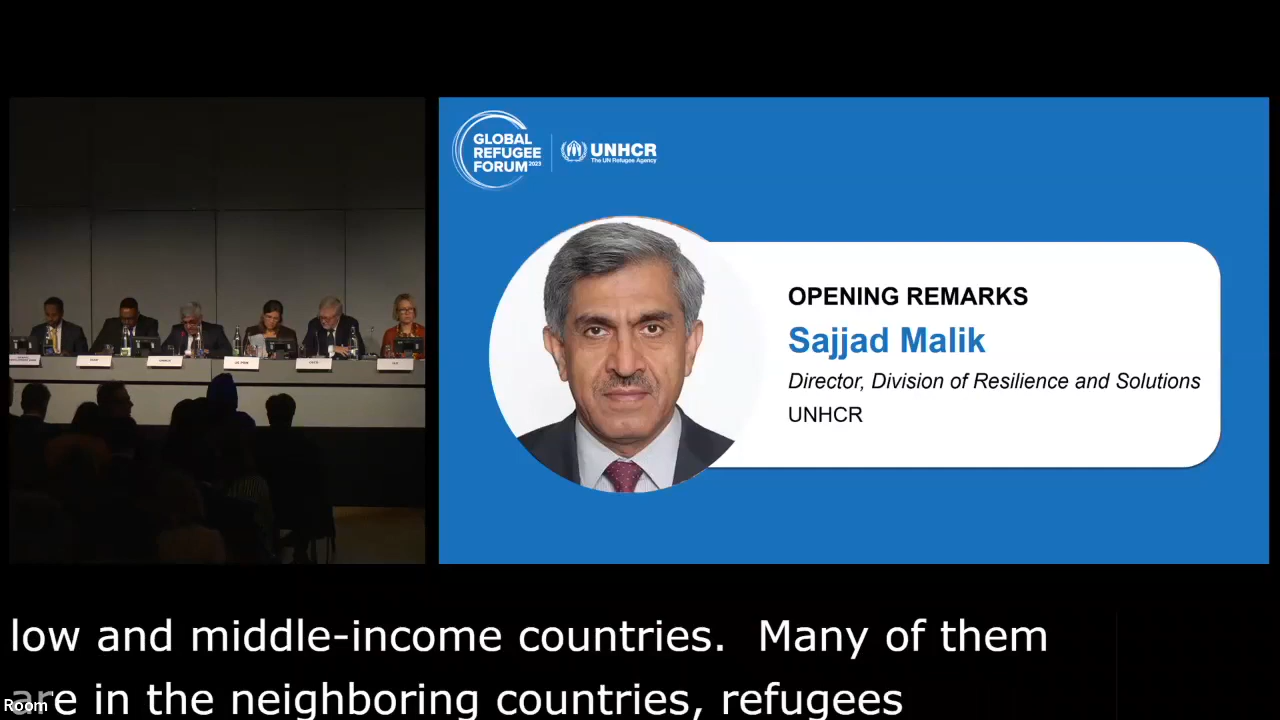 GLOBAL
REFUGEE
FORUM 2023
UNHCR
The UN Refugee Agency
OPENING REMARKS
Sajjad Malik
Director, Division of Resilience and Solutions
UNHCR
low and middle-income countries.  Many of them
are in the neighboring countries, refugees
Room